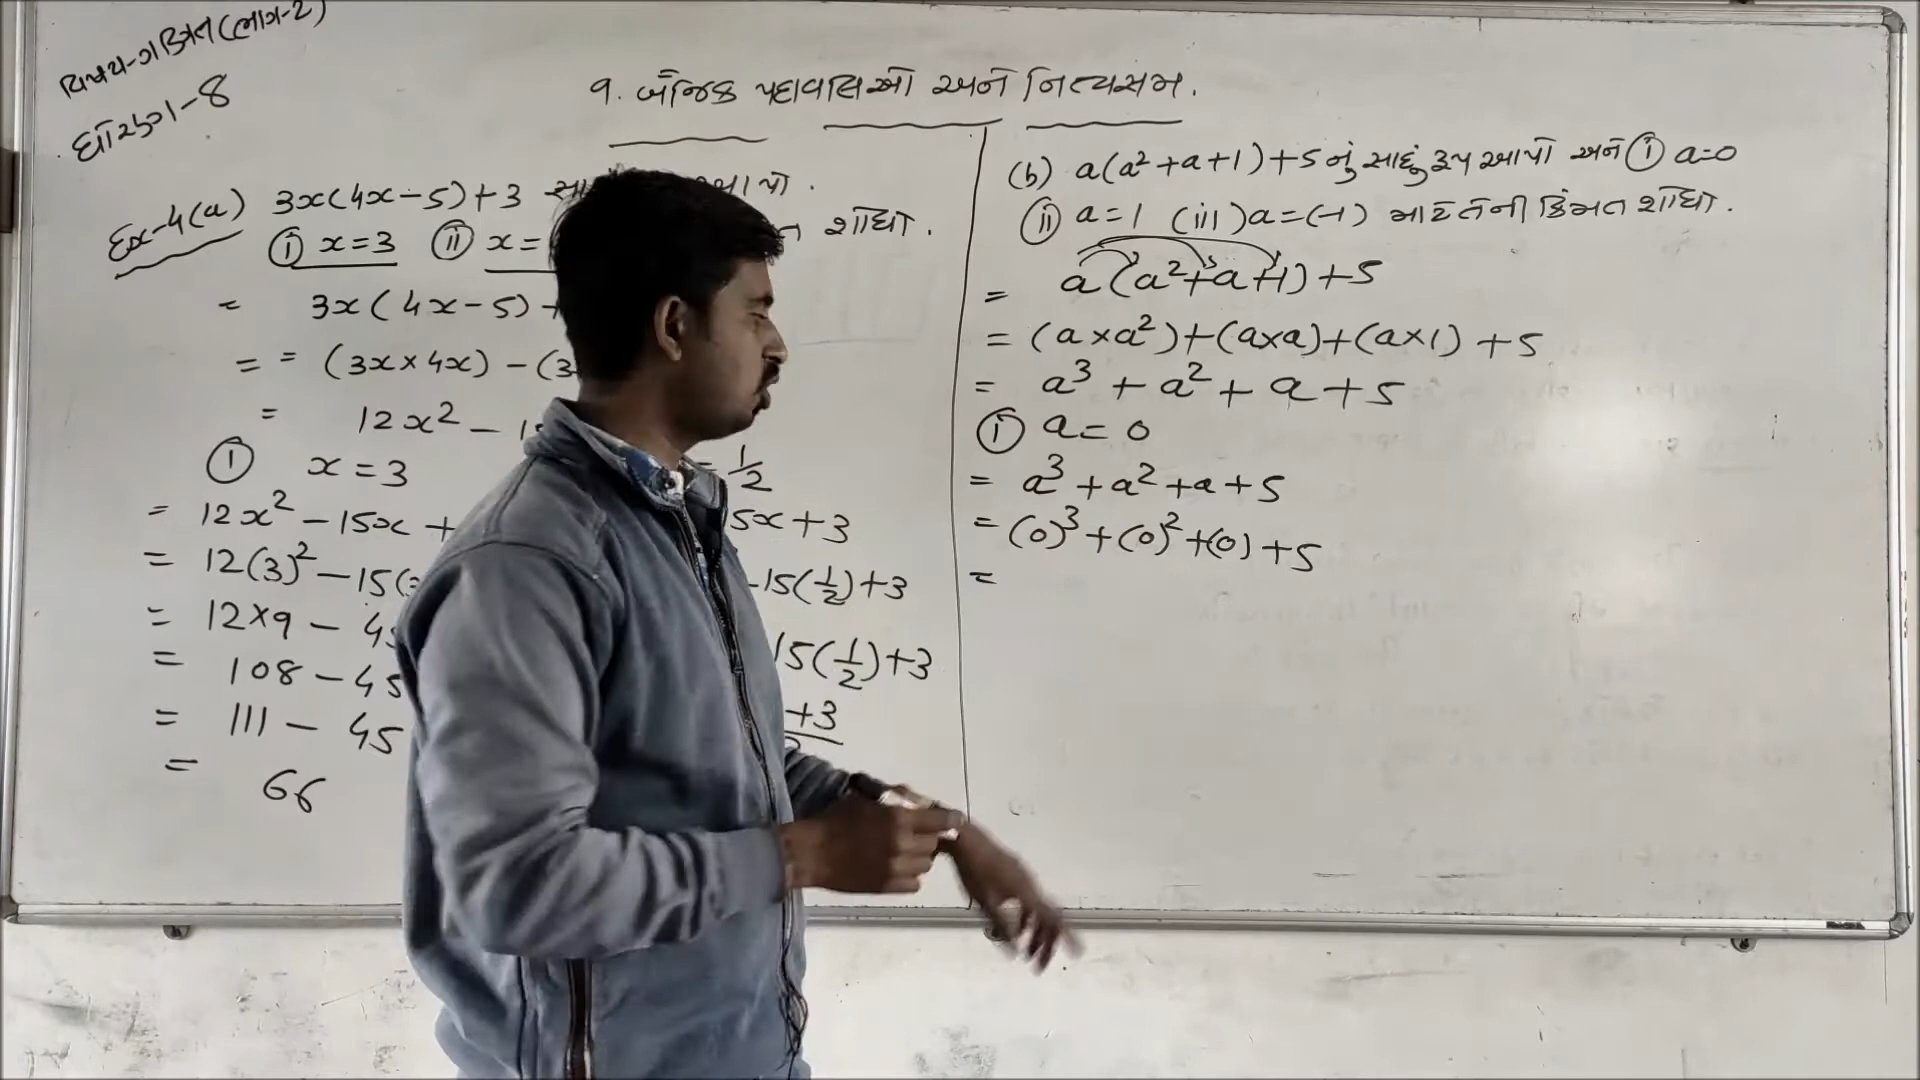 વિષય-ગણિત (ભાગ-2)
ધોરણ-8
9. બૈજિક પદાવલિઓ અને નિત્યસમ.
Ex-4(a) 3x(4x-5)+3
(i) x=3 (ii) x= શોધો.
= 3x(4x-5)+
= = (3x×4x) -(3
= 12x² - 15
(i) x = 3
= 12x² - 15x +
= 12(3)² - 15(3
= 12×9 - 45
= 108 - 45
= 111 - 45
= 66
= 1/2
5x + 3
-15(1/2)+3
15(1/2)+3
+3
(b) a(a²+a+1)+5 નું સાદું રૂપ આપો અને (i) a=0
(ii) a=1 (iii) a=(-1) માટે તેની કિંમત શોધો.
= a(a²+a+1)+5
= (a×a²)+(a×a)+(a×1)+5
= a³ + a² + a + 5
(i) a = 0
= a³ + a² + a + 5
= (0)³+(0)²+(0)+5
=